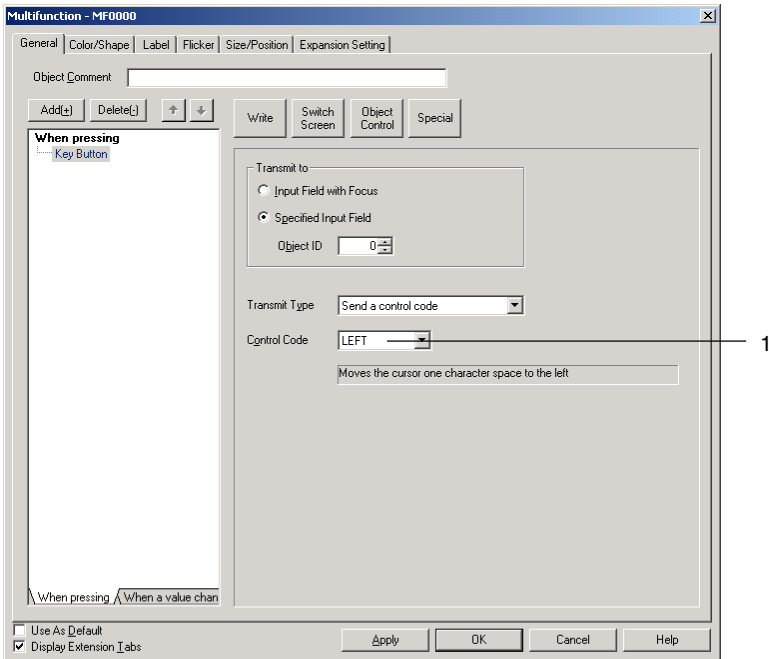 Multifunction - MF0000
General Color/Shape Label Flicker Size/Position Expansion Setting
Object Comment
Add(+) Delete(-)
Write Switch Screen Object Control Special
When pressing
Key Button
Transmit to
Input Field with Focus
Specified Input Field
Object ID 0
Transmit Type Send a control code
Control Code LEFT 1
Moves the cursor one character space to the left
When pressing When a value chan
Use As Default
Display Extension Tabs
Apply OK Cancel Help